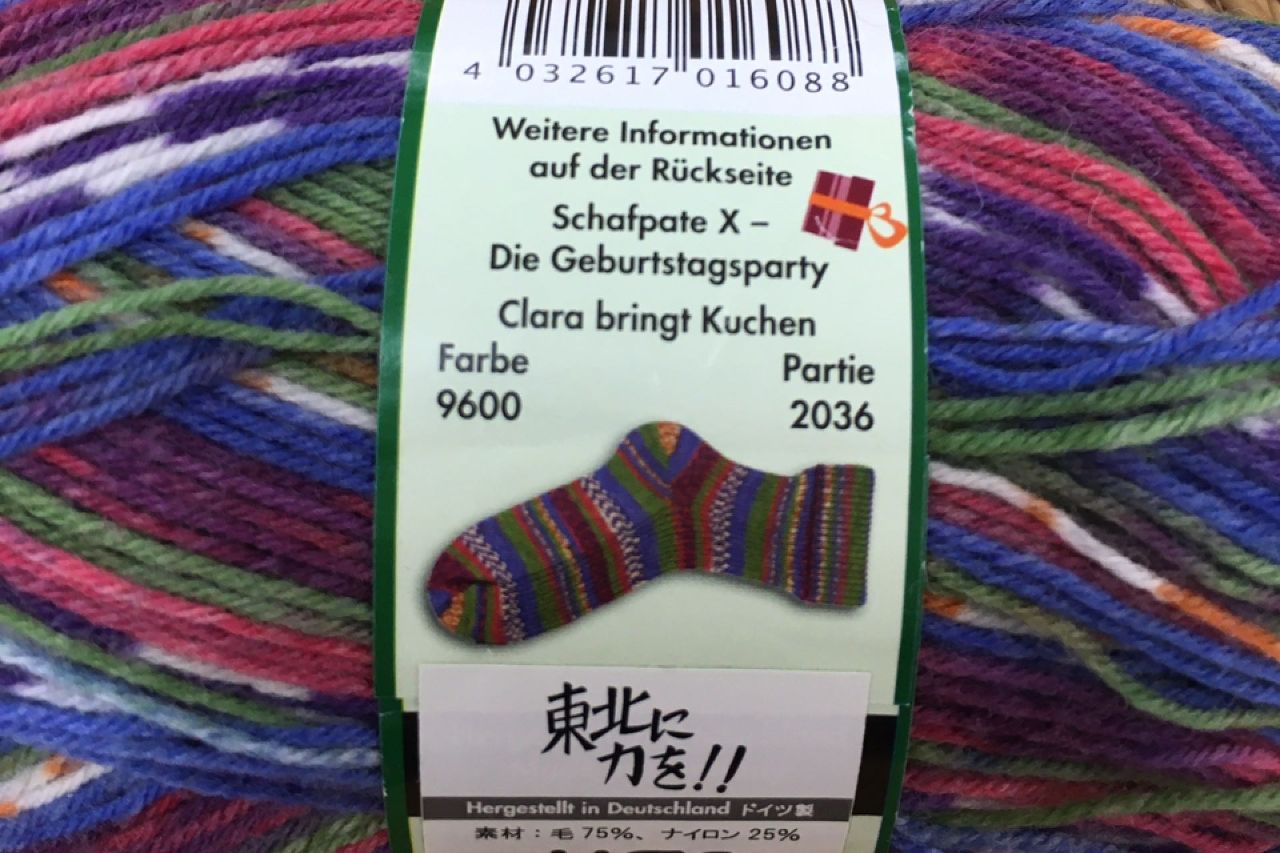 4 032617 016088
Weitere Informationen
auf der Rückseite
Schafpate X –
Die Geburtstagsparty
Clara bringt Kuchen
Farbe
9600
Partie
2036
東北に
力を!!
Hergestellt in Deutschland ドイツ製
素材：毛 75%、ナイロン 25%